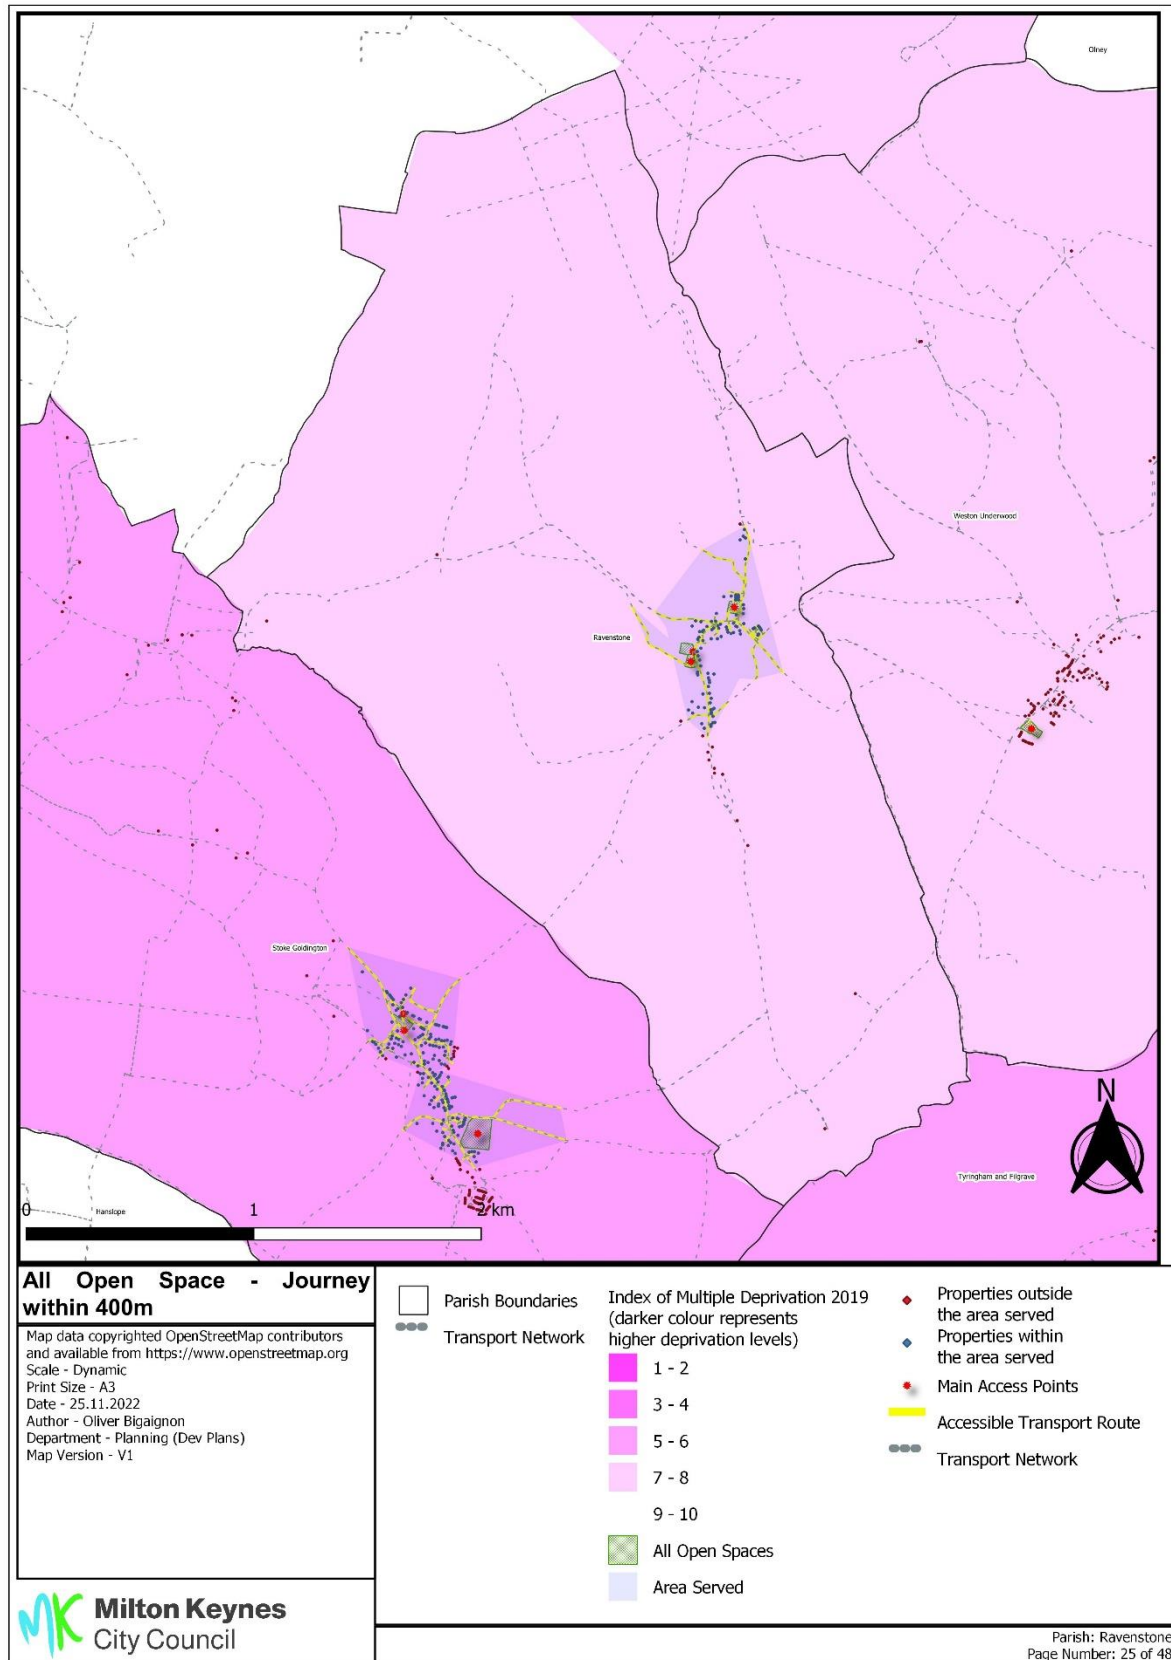 Olney
Weston Underwood
Ravenstone
Stoke Goldington
N
Tyringham and Filgrave
Hanslope
0 1 2 km
All Open Space - Journey
within 400m
Map data copyrighted OpenStreetMap contributors
and available from https://www.openstreetmap.org
Scale - Dynamic
Print Size - A3
Date - 25.11.2022
Author - Oliver Bigaignon
Department - Planning (Dev Plans)
Map Version - V1
MK Milton Keynes
City Council
Parish Boundaries
Transport Network
Index of Multiple Deprivation 2019
(darker colour represents
higher deprivation levels)
1 - 2
3 - 4
5 - 6
7 - 8
9 - 10
All Open Spaces
Area Served
Properties outside
the area served
Properties within
the area served
Main Access Points
Accessible Transport Route
Transport Network
Parish: Ravenstone
Page Number: 25 of 48